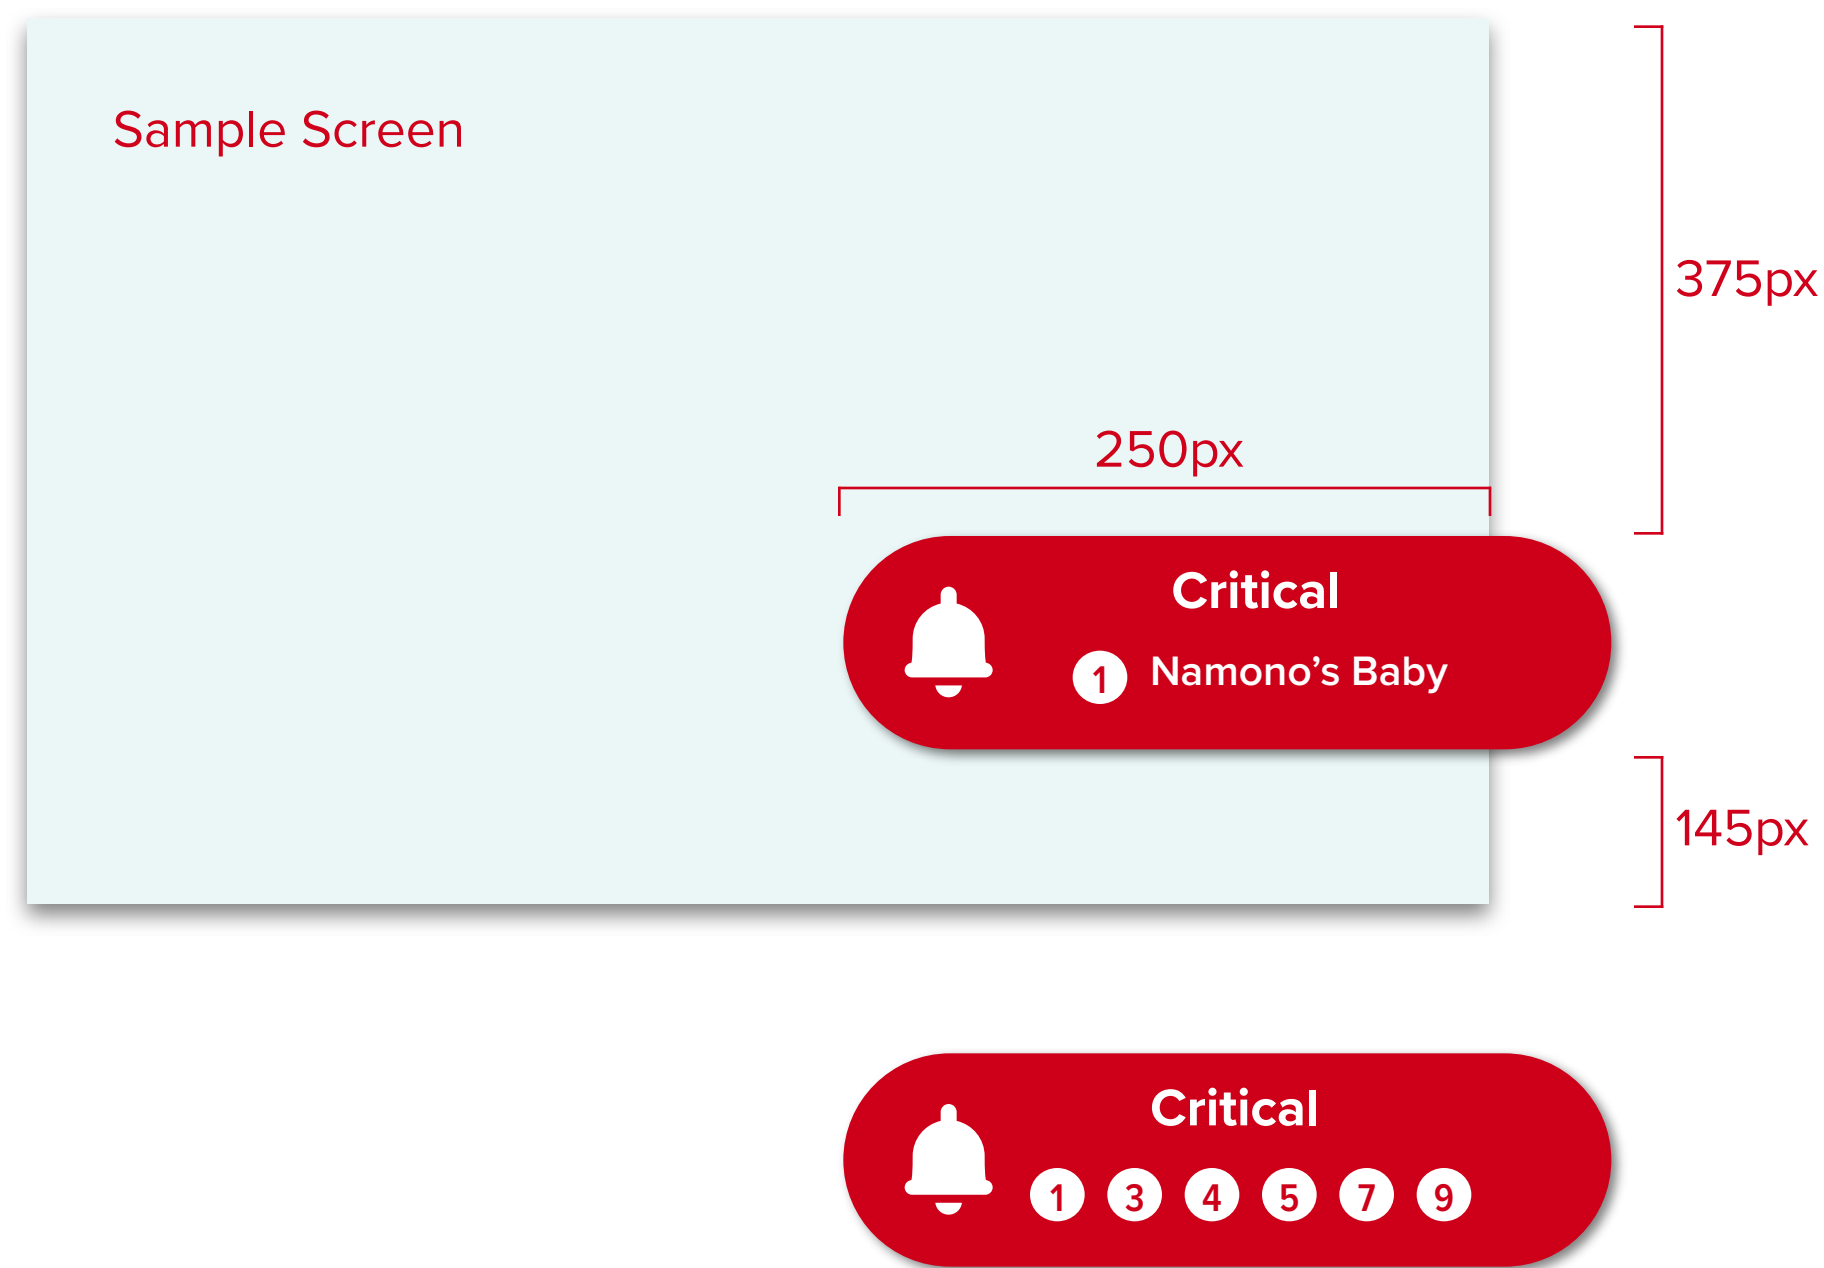 Sample Screen
375px
250px
Critical
1 Namono’s Baby
145px
Critical
1 3 4 5 7 9